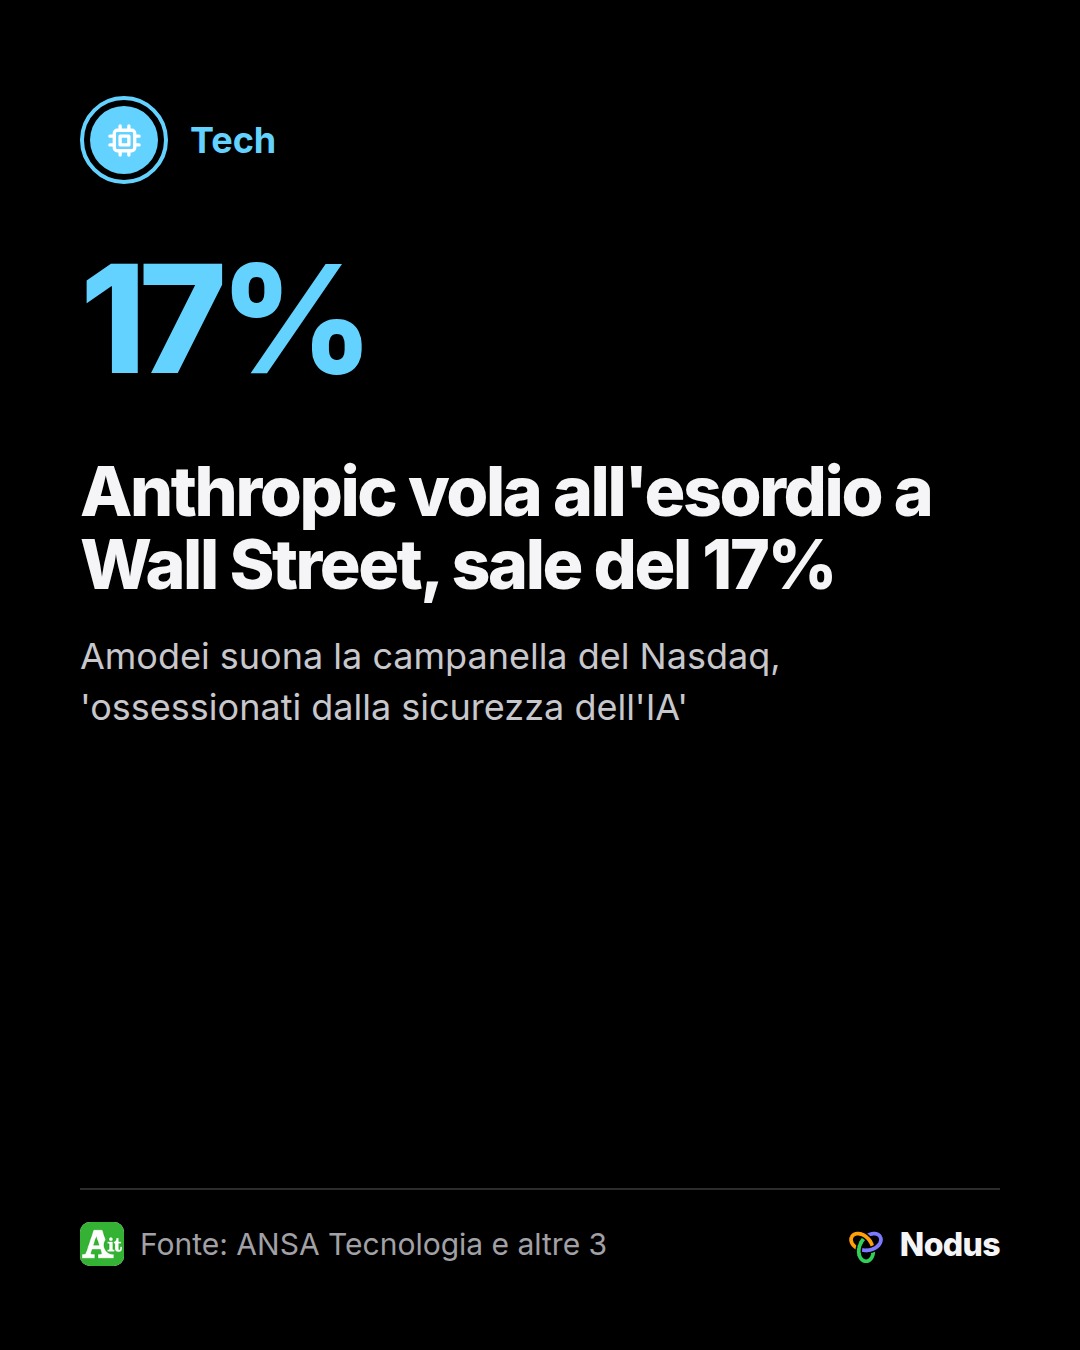 Tech
17%
Anthropic vola all'esordio a
Wall Street, sale del 17%
Amodei suona la campanella del Nasdaq,
'ossessionati dalla sicurezza dell'IA'
Ait Fonte: ANSA Tecnologia e altre 3
Nodus